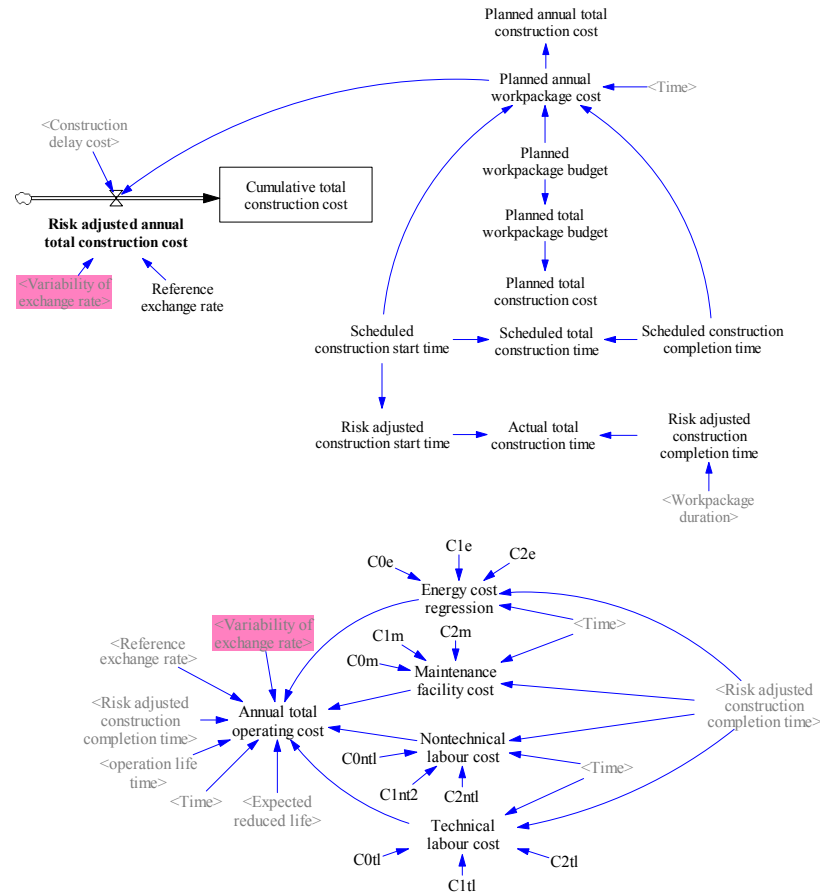 Planned annual total
construction cost
Planned annual
workpackage cost
<Time>
<Construction
delay cost>
Planned
workpackage budget
Cumulative total
construction cost
Risk adjusted annual
total construction cost
Planned total
workpackage budget
<Variability of
exchange rate>
Reference
exchange rate
Planned total
construction cost
Scheduled
construction start time
Scheduled total
construction time
Scheduled construction
completion time
Risk adjusted
construction start time
Actual total
construction time
Risk adjusted
construction
completion time
<Workpackage
duration>
C0e
C1e
C2e
Energy cost
regression
<Variability of
exchange rate>
<Time>
<Reference
exchange rate>
C1m
C2m
C0m
Maintenance
facility cost
<Risk adjusted
construction
completion time>
<Risk adjusted
construction
completion time>
Annual total
operating cost
Nontechnical
labour cost
C0ntl
<operation life
time>
<Time>
C1nt2
C2ntl
<Time>
<Expected
reduced life>
Technical
labour cost
C0tl
C1tl
C2tl